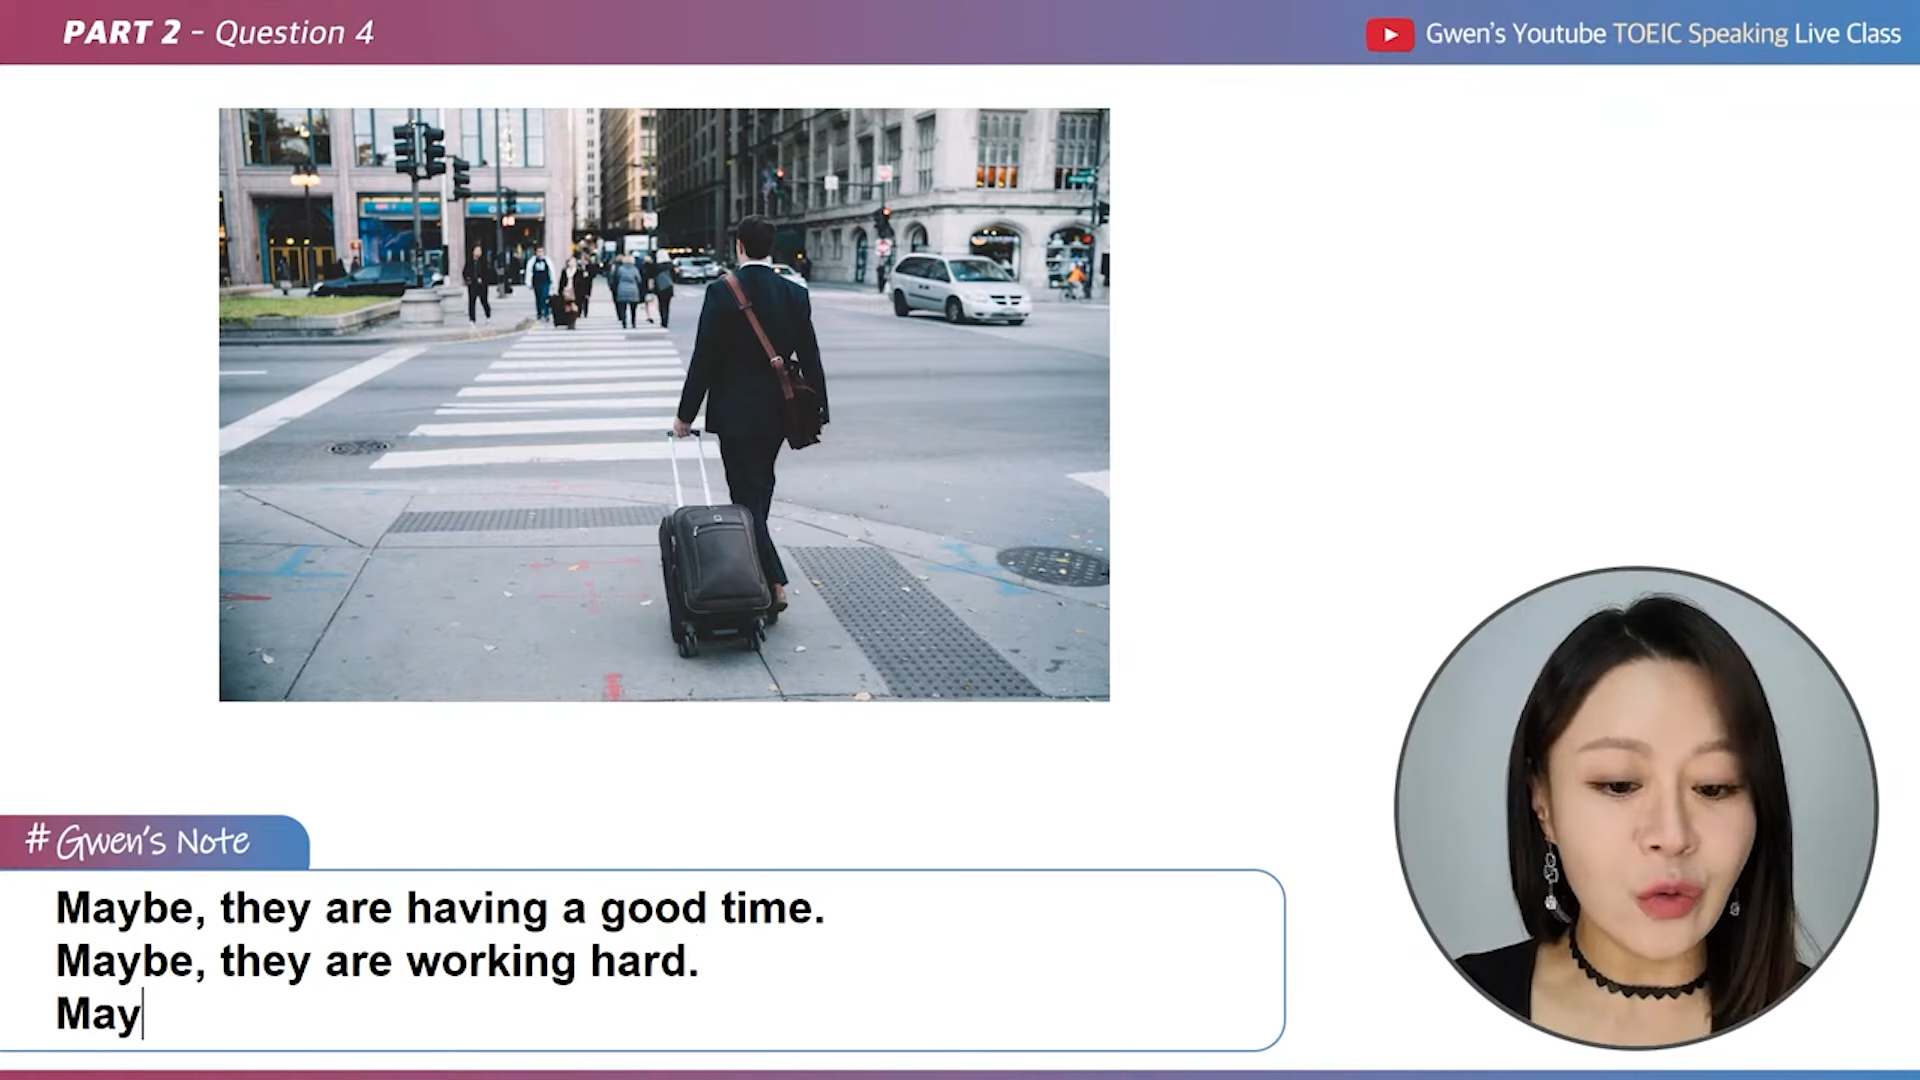 PART 2 - Question 4
Gwen's Youtube TOEIC Speaking Live Class
# Gwen's Note
Maybe, they are having a good time.
Maybe, they are working hard.
May